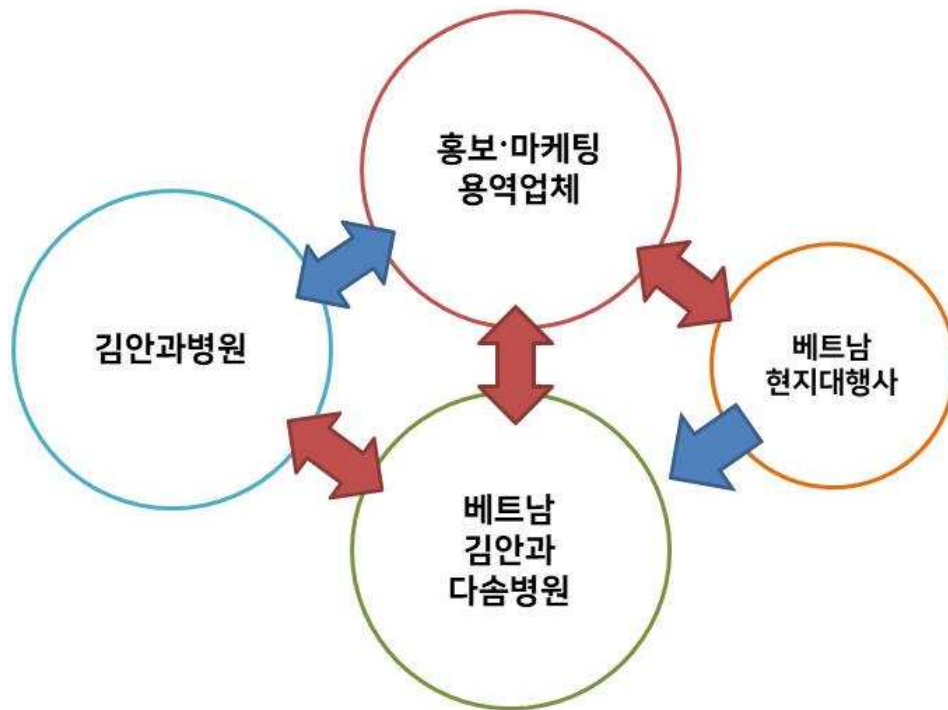 홍보·마케팅
용역업체
김안과병원
베트남
현지대행사
베트남
김안과
다솜병원